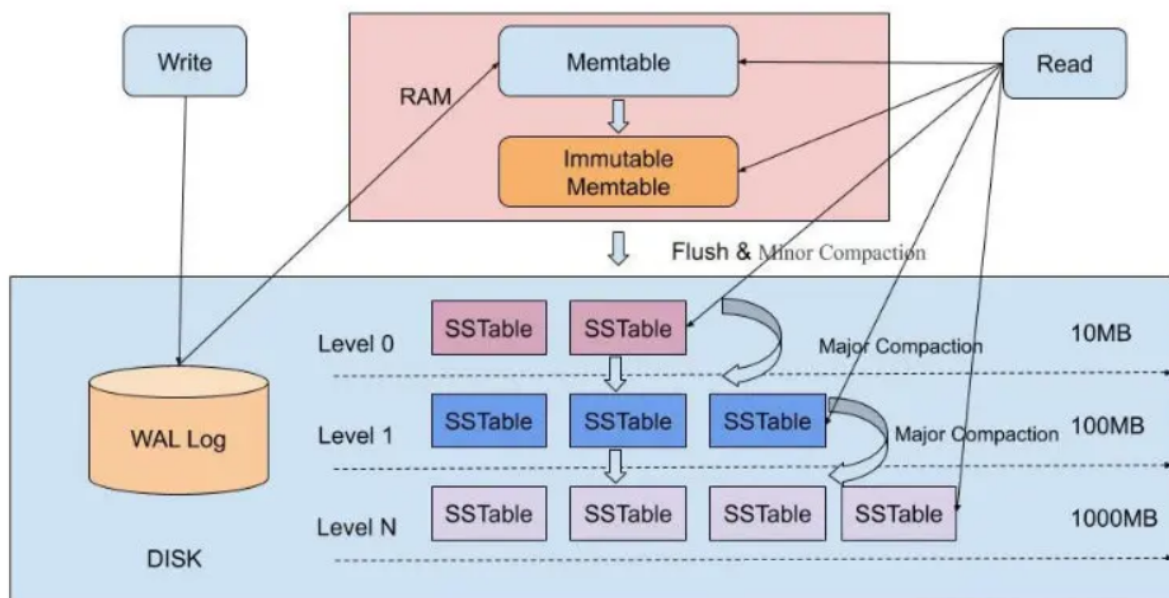 Write
Memtable
Read
RAM
Immutable
Memtable
Flush & Minor Compaction
Level 0
SSTable
SSTable
Major Compaction
10MB
WAL Log
Level 1
SSTable
SSTable
SSTable
Major Compaction
100MB
Level N
SSTable
SSTable
SSTable
SSTable
1000MB
DISK